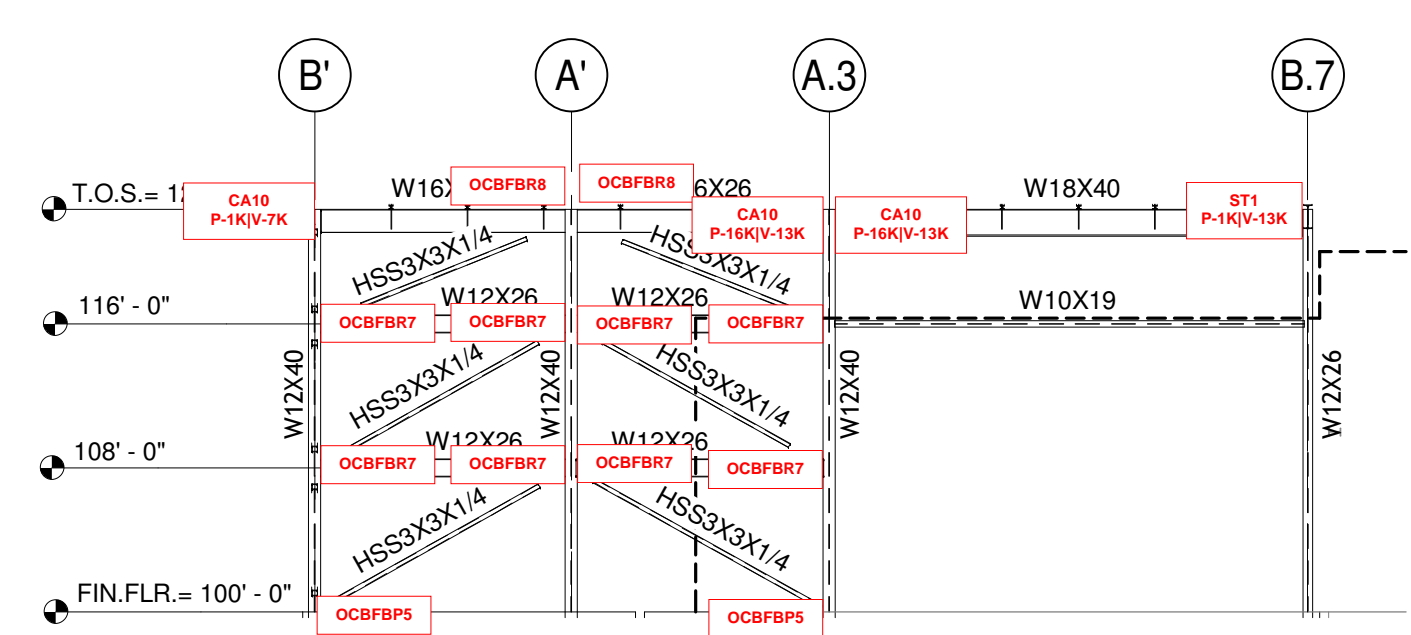 B'
A'
A.3
B.7
T.O.S.= 1
CA10
P-1K|V-7K
W16
OCBFBR8
OCBFBR8
6X26
CA10
P-16K|V-13K
CA10
P-16K|V-13K
W18X40
ST1
P-1K|V-13K
HSS3X3X1/4
HSS3X3X1/4
116' - 0"
W12X26
W12X26
W10X19
OCBFBR7
OCBFBR7
OCBFBR7
OCBFBR7
W12X40
HSS3X3X1/4
W12X40
HSS3X3X1/4
W12X40
W12X26
108' - 0"
W12X26
W12X26
OCBFBR7
OCBFBR7
OCBFBR7
OCBFBR7
HSS3X3X1/4
HSS3X3X1/4
FIN.FLR.= 100' - 0"
OCBFBP5
OCBFBP5